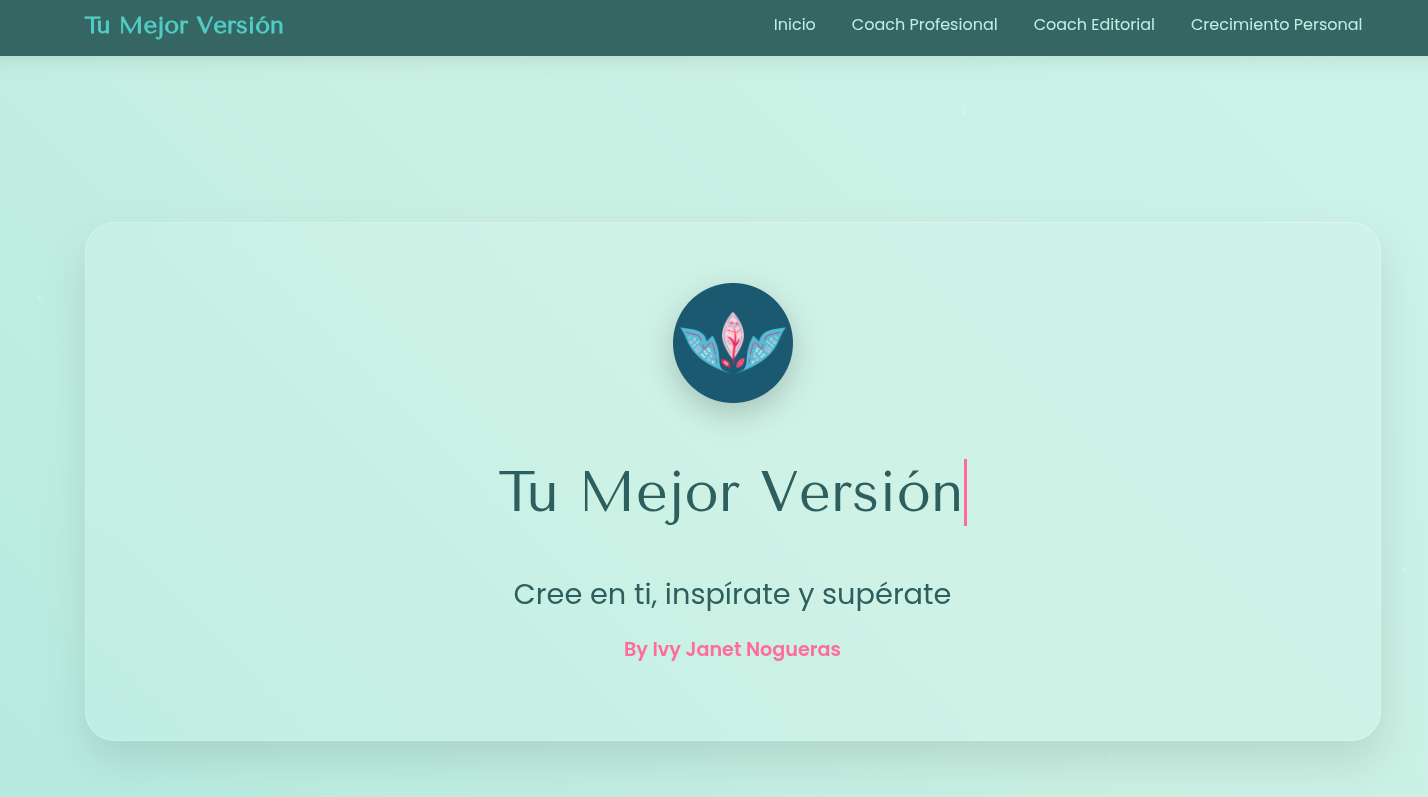 Tu Mejor Versión
Inicio Coach Profesional Coach Editorial Crecimiento Personal
Tu Mejor Versión
Cree en ti, inspírate y supérate
By Ivy Janet Nogueras